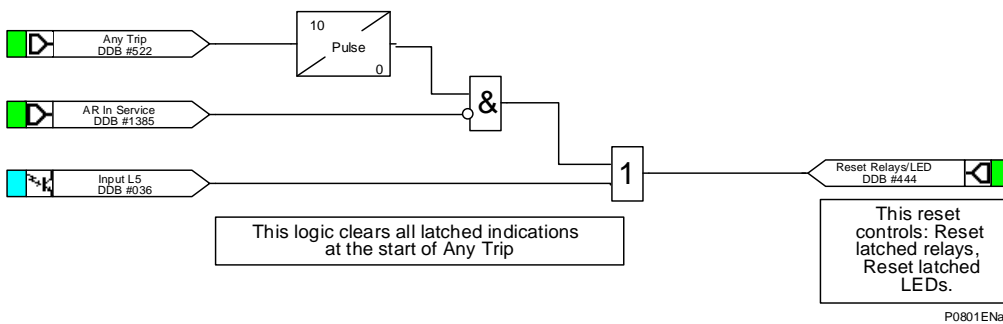 Any Trip
DDB #522
10
Pulse
0
AR In Service
DDB #1385
&
Input L5
DDB #036
1
Reset Relays/LED
DDB #444
This logic clears all latched indications
at the start of Any Trip
This reset
controls: Reset
latched relays,
Reset latched
LEDs.
P0801ENa